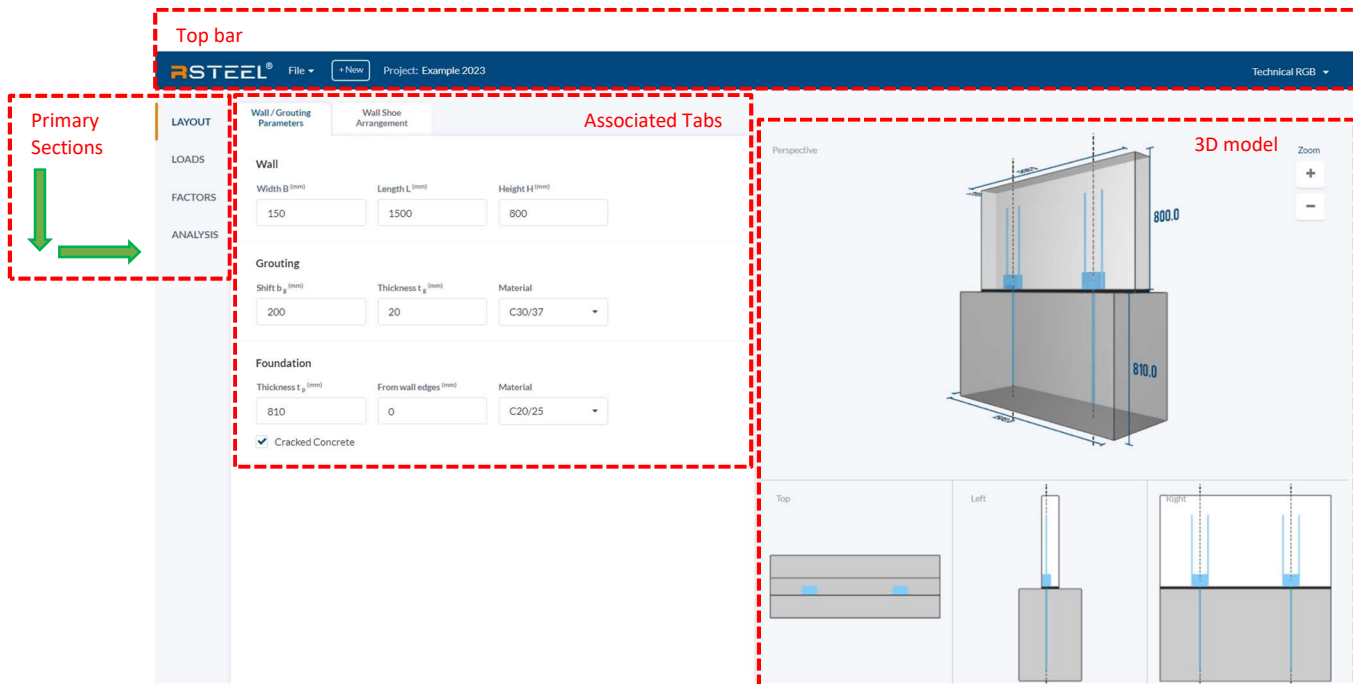 Top bar
RSTEEL® File + New Project: Example 2023 Technical RGB
Primary
Sections
LAYOUT
LOADS
FACTORS
ANALYSIS
Wall / Grouting
Parameters
Wall Shoe
Arrangement
Associated Tabs
Wall
Width B (mm) Length L (mm) Height H (mm)
150 1500 800
Grouting
Shift b g (mm) Thickness t g (mm) Material
200 20 C30/37
Foundation
Thickness t p (mm) From wall edges (mm) Material
810 0 C20/25
Cracked Concrete
3D model
Perspective
Zoom
+
-
800.0
810.0
Top Left Right